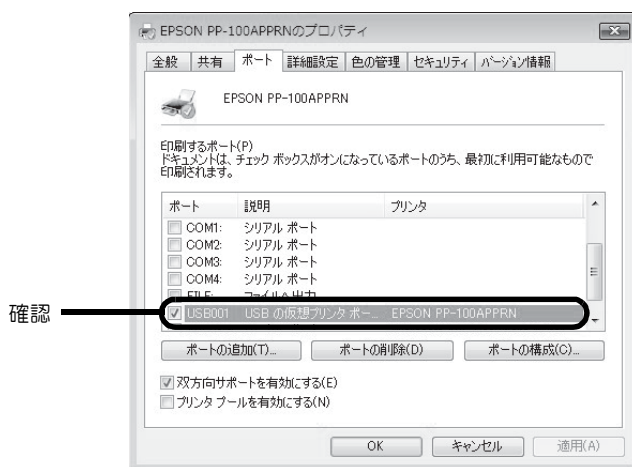 EPSON PP-100APPRNのプロパティ
全般 共有 ポート 詳細設定 色の管理 セキュリティ バージョン情報
EPSON PP-100APPRN
印刷するポート(P)
ドキュメントは、チェック ボックスがオンになっているポートのうち、最初に利用可能なもので
印刷されます。
ポート 説明 プリンタ
COM1: シリアル ポート
COM2: シリアル ポート
COM3: シリアル ポート
COM4: シリアル ポート
FILE: ファイルへ出力
確認
USB001 USB の仮想プリンタ ポー... EPSON PP-100APPRN
ポートの追加(T)... ポートの削除(D) ポートの構成(C)...
双方向サポートを有効にする(E)
プリンタ プールを有効にする(N)
OK キャンセル 適用(A)